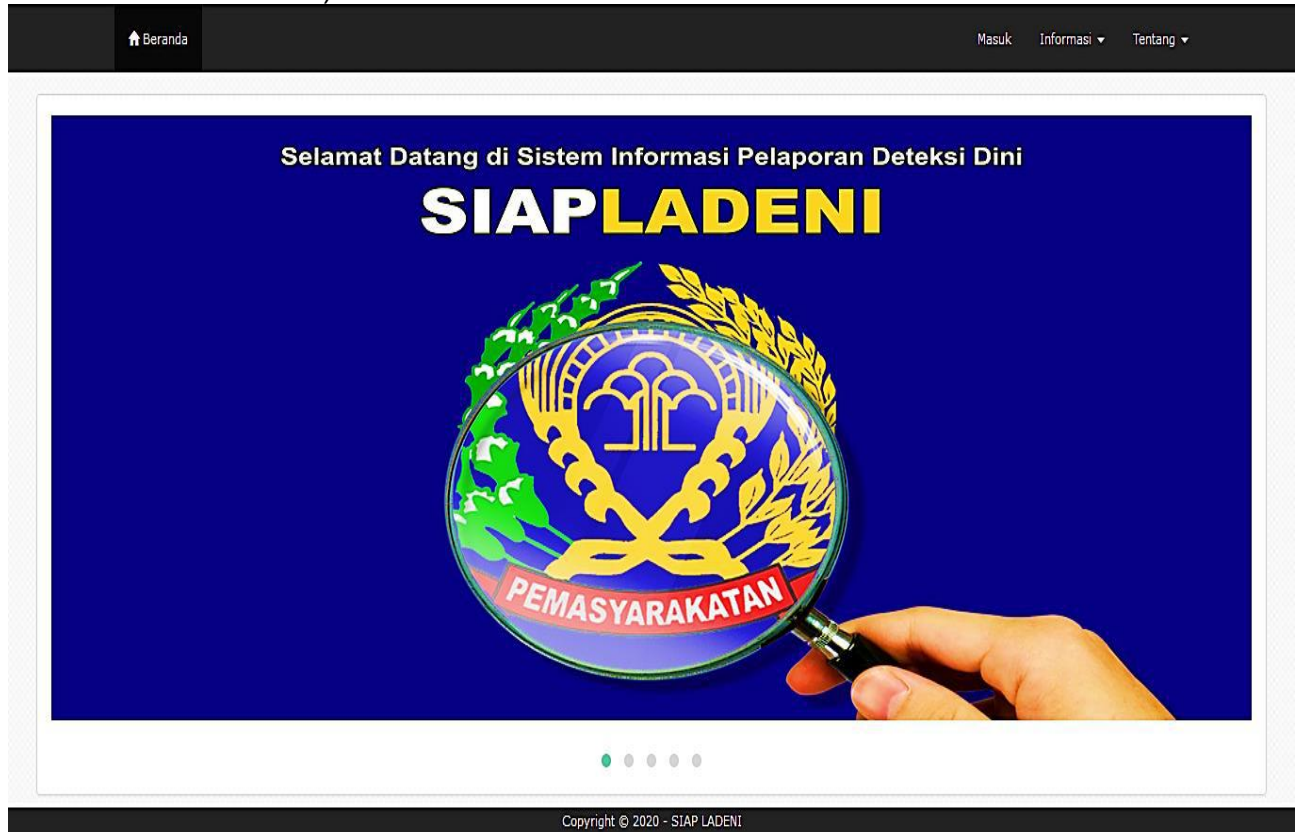 Beranda
Masuk Informasi Tentang
Selamat Datang di Sistem Informasi Pelaporan Deteksi Dini
SIAPLADENI
PEMASYARAKATAN
Copyright © 2020 - SIAP LADENI